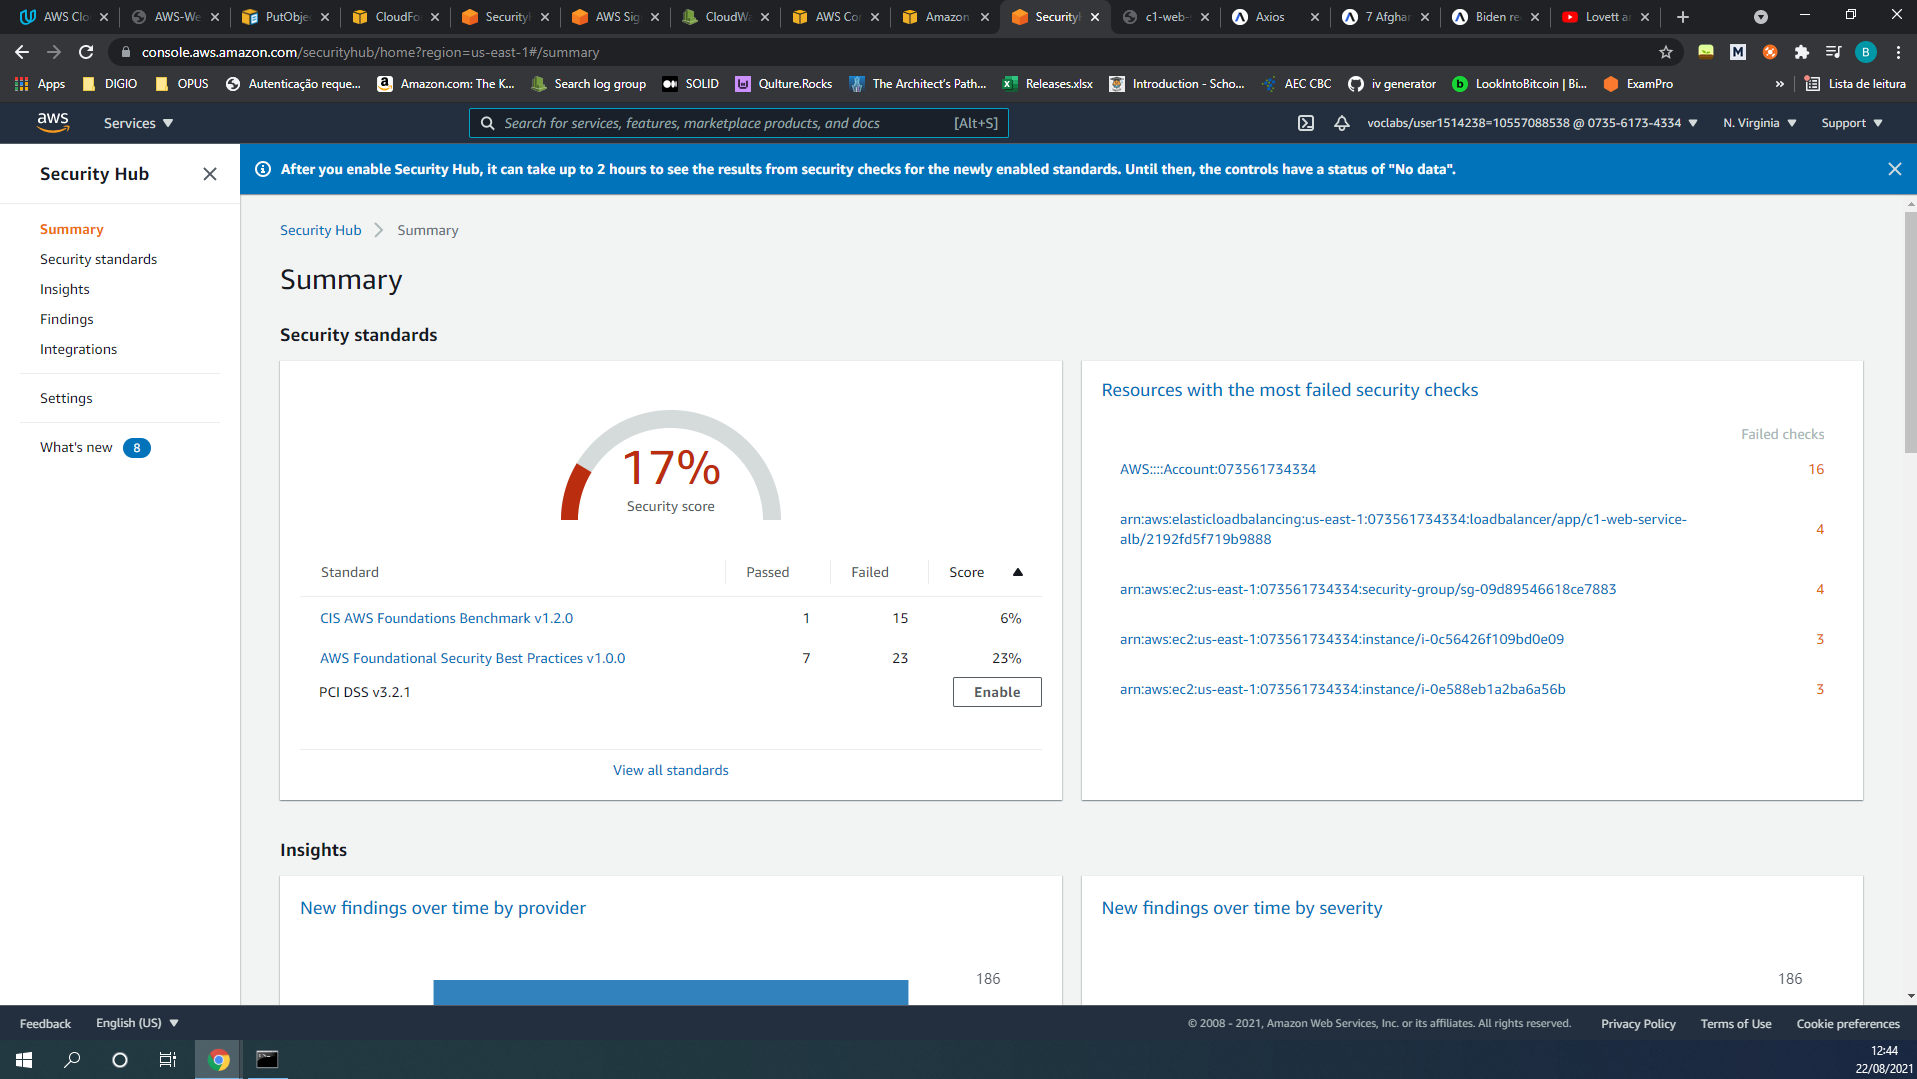 AWS Clo
AWS-We
PutObje
CloudFo
SecurityH
AWS Sig
CloudWa
AWS Con
Amazon
SecurityH
c1-web-s
Axios
7 Afghan
Biden re
Lovett a
console.aws.amazon.com/securityhub/home?region=us-east-1#/summary
B
Apps
DIGIO
OPUS
Autenticação reque...
Amazon.com: The K...
Search log group
SOLID
Qulture.Rocks
The Architect's Path...
Releases.xlsx
Introduction - Scho...
AEC CBC
iv generator
LookIntoBitcoin | Bi...
ExamPro
»
Lista de leitura
aws
Services
Search for services, features, marketplace products, and docs [Alt+S]
voclabs/user1514238=10557088538 @ 0735-6173-4334
N. Virginia
Support
Security Hub
After you enable Security Hub, it can take up to 2 hours to see the results from security checks for the newly enabled standards. Until then, the controls have a status of "No data".
Summary
Security standards
Insights
Findings
Integrations
Settings
What's new 8
Security Hub Summary
Summary
Security standards
17%
Security score
Standard Passed Failed Score
CIS AWS Foundations Benchmark v1.2.0 1 15 6%
AWS Foundational Security Best Practices v1.0.0 7 23 23%
PCI DSS v3.2.1 Enable
View all standards
Resources with the most failed security checks
Failed checks
AWS::::Account:073561734334 16
arn:aws:elasticloadbalancing:us-east-1:073561734334:loadbalancer/app/c1-web-service-
alb/2192fd5f719b9888 4
arn:aws:ec2:us-east-1:073561734334:security-group/sg-09d89546618ce7883 4
arn:aws:ec2:us-east-1:073561734334:instance/i-0c56426f109bd0e09 3
arn:aws:ec2:us-east-1:073561734334:instance/i-0e588eb1a2ba6a56b 3
Insights
New findings over time by provider
186
New findings over time by severity
186
Feedback
English (US)
© 2008 - 2021, Amazon Web Services, Inc. or its affiliates. All rights reserved.
Privacy Policy
Terms of Use
Cookie preferences
12:44
22/08/2021